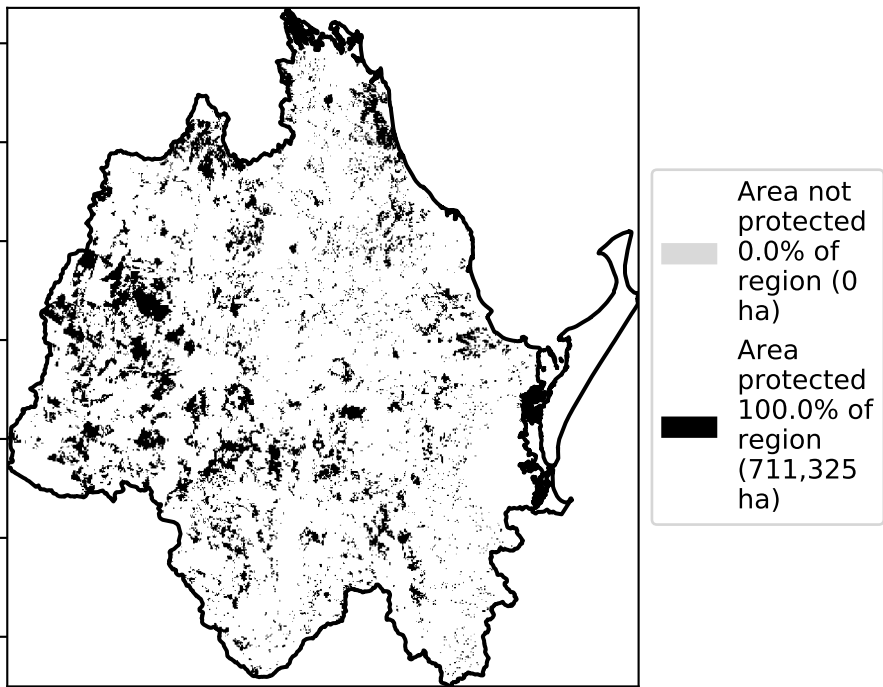 Area not
protected
0.0% of
region (0
ha)
Area
protected
100.0% of
region
(711,325
ha)